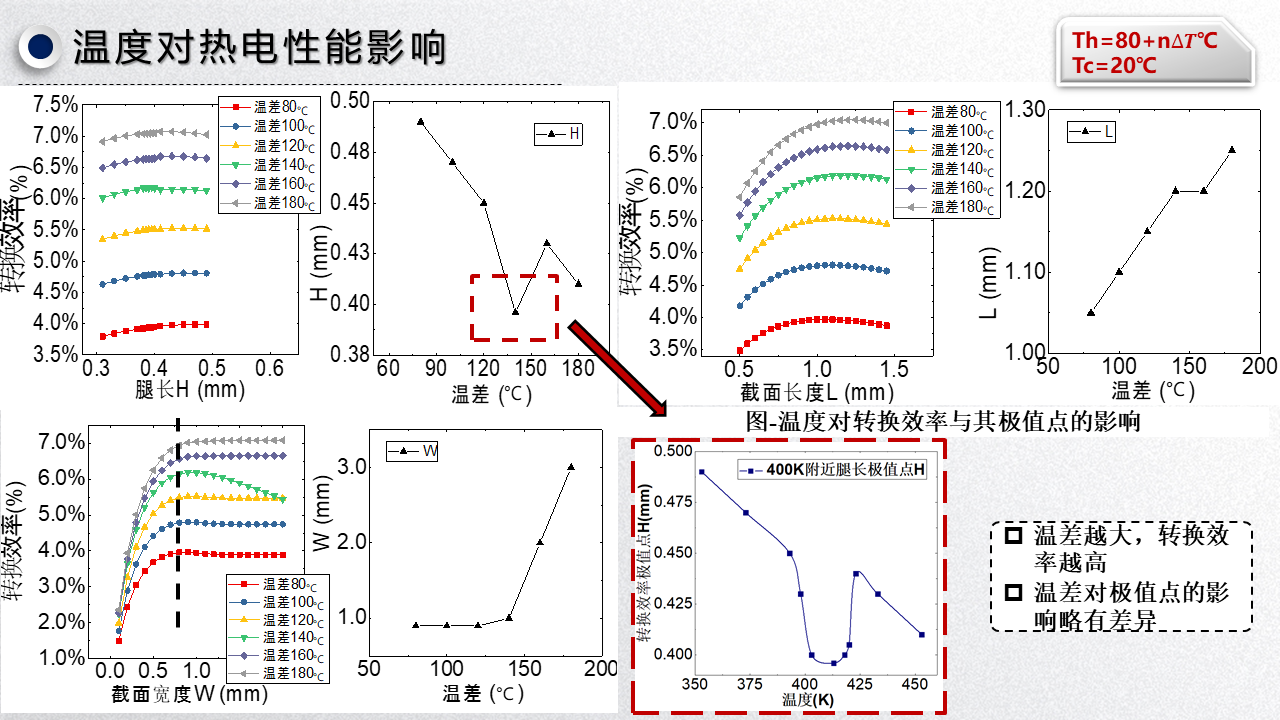 温度对热电性能影响
Th=80+nΔT℃
Tc=20℃
7.5%
7.0%
6.5%
6.0%
5.5%
5.0%
4.5%
4.0%
3.5%
转换效率(%)
0.3 0.4 0.5 0.6
腿长H (mm)
温差80℃
温差100℃
温差120℃
温差140℃
温差160℃
温差180℃
0.50
0.48
0.45
0.43
0.40
0.38
H (mm)
60 90 120 150 180
温差 (℃)
H
7.0%
6.5%
6.0%
5.5%
5.0%
4.5%
4.0%
3.5%
转换效率(%)
0.5 1.0 1.5
截面长度L (mm)
温差80℃
温差100℃
温差120℃
温差140℃
温差160℃
温差180℃
1.30
1.20
1.10
1.00
L (mm)
50 100 150 200
温差 (℃)
L
图-温度对转换效率与其极值点的影响
7.0%
6.0%
5.0%
4.0%
3.0%
2.0%
1.0%
转换效率(%)
0.0 0.5 1.0
截面宽度W (mm)
温差80℃
温差100℃
温差120℃
温差140℃
温差160℃
温差180℃
3.0
2.0
1.0
W (mm)
50 100 150 200
温差 (℃)
W
0.500
0.475
0.450
0.425
0.400
转换效率极值点H(mm)
350 375 400 425 450
温度(K)
400K附近腿长极值点H
温差越大，转换效
率越高
温差对极值点的影
响略有差异